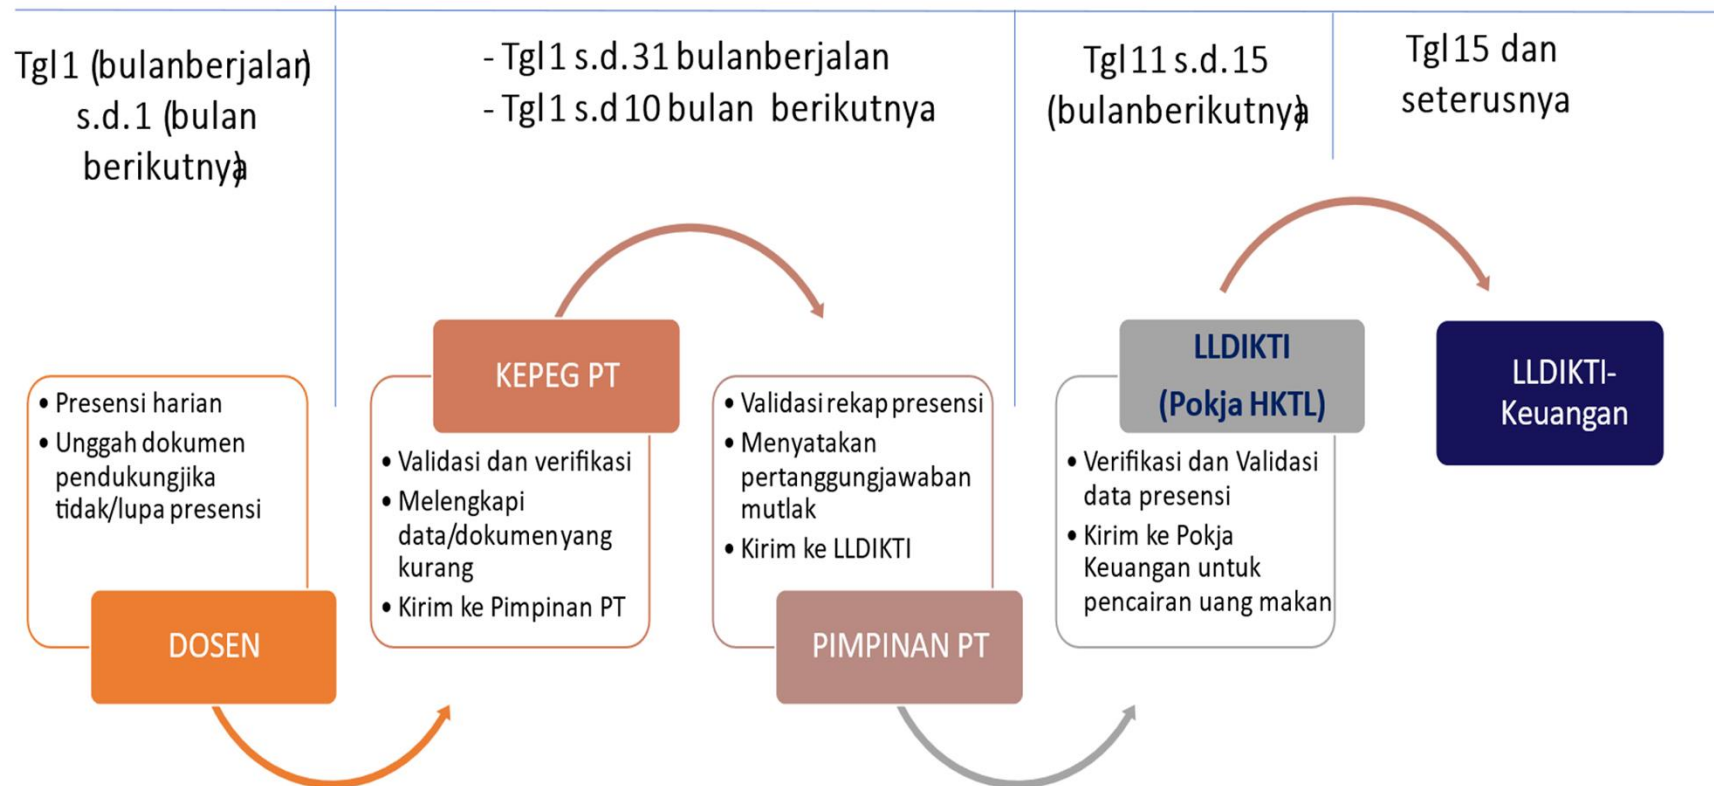 Tgl 1 (bulanberjalan)
s.d. 1 (bulan
berikutnya)
- Tgl 1 s.d. 31 bulanberjalan
- Tgl 1 s.d 10 bulan berikutnya
Tgl 11 s.d. 15
(bulanberikutnya)
Tgl 15 dan
seterusnya
• Presensi harian
• Unggah dokumen
pendukungjika
tidak/lupa presensi
DOSEN
KEPEG PT
• Validasi dan verifikasi
• Melengkapi
data/dokumenyang
kurang
• Kirim ke Pimpinan PT
• Validasi rekap presensi
• Menyatakan
pertanggungjawaban
mutlak
• Kirim ke LLDIKTI
PIMPINAN PT
LLDIKTI
(Pokja HKTL)
• Verifikasi dan Validasi
data presensi
• Kirim ke Pokja
Keuangan untuk
pencairan uang makan
LLDIKTI-
Keuangan